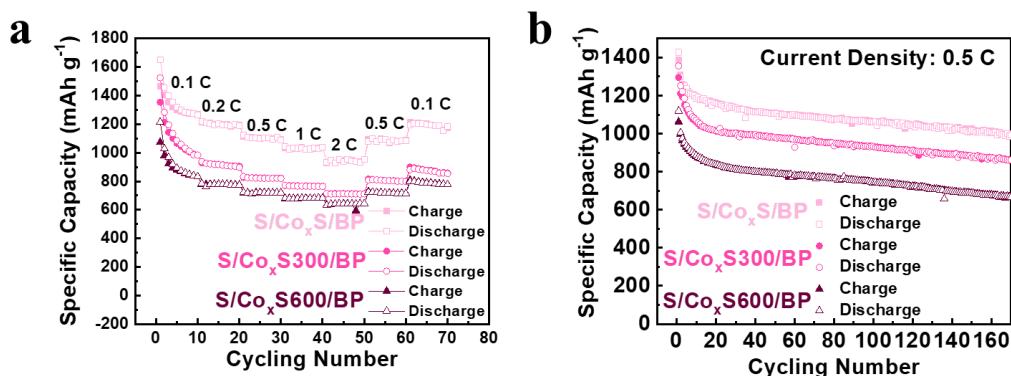 a
1800
1600
1400
1200
1000
800
600
400
200
0
-200
Specific Capacity (mAh g-1)
0.1 C
0.2 C
0.5 C
1 C
2 C
0.5 C
0.1 C
S/CoxS/BP
Charge
Discharge
S/CoxS300/BP
Charge
Discharge
S/CoxS600/BP
Charge
Discharge
0 10 20 30 40 50 60 70 80
Cycling Number
b
Current Density: 0.5 C
1400
1200
1000
800
600
400
200
0
Specific Capacity (mAh g-1)
S/CoxS/BP
Charge
Discharge
S/CoxS300/BP
Charge
Discharge
S/CoxS600/BP
Charge
Discharge
0 20 40 60 80 100 120 140 160
Cycling Number